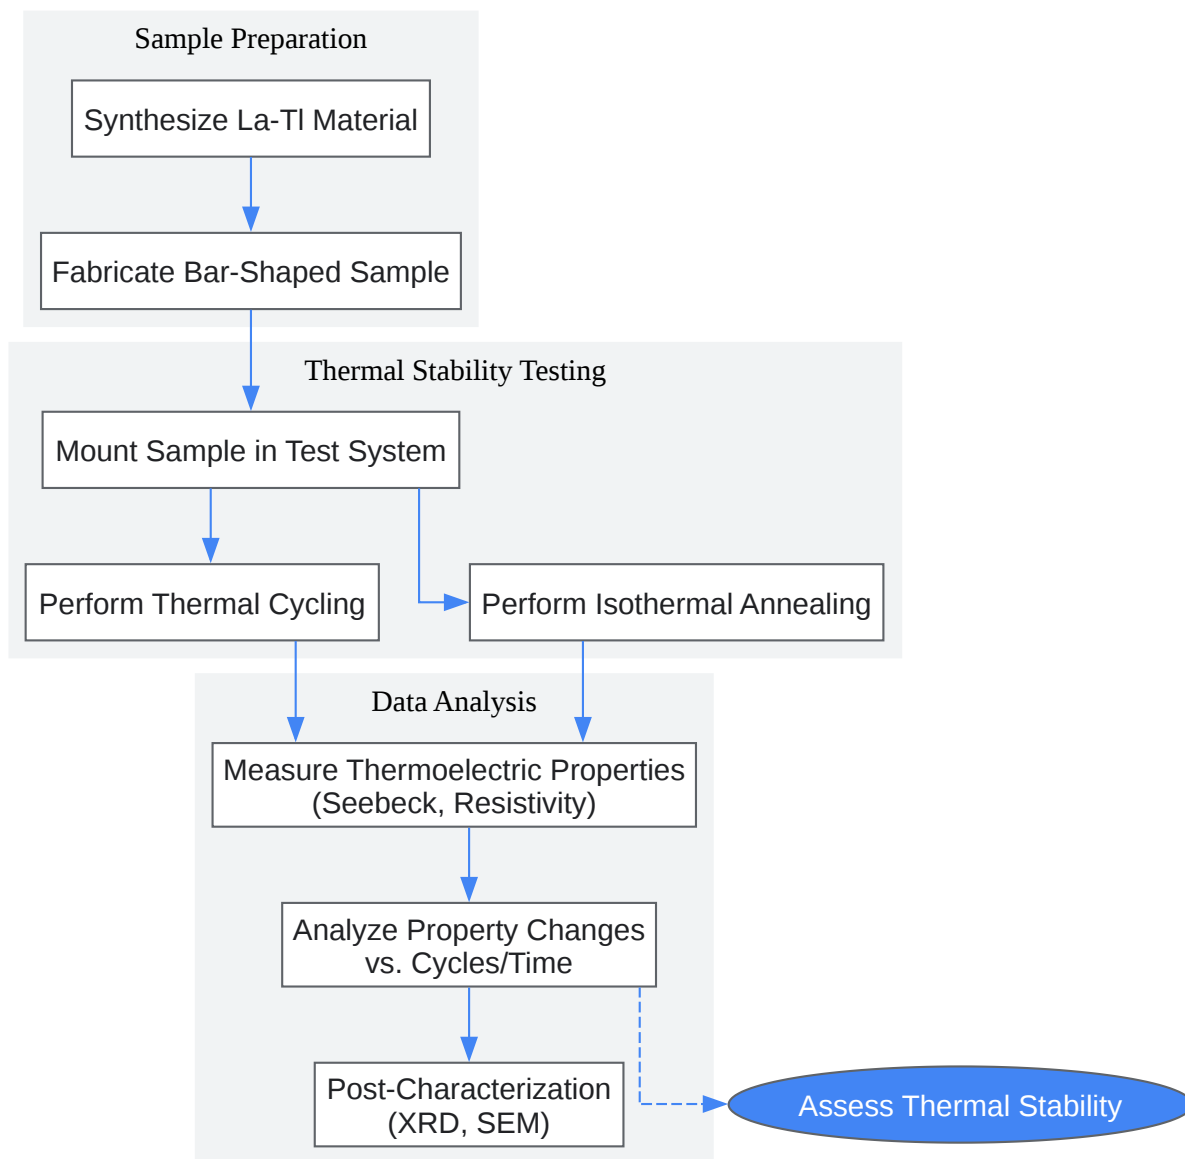 Sample Preparation
Synthesize La-Tl Material
Fabricate Bar-Shaped Sample
Thermal Stability Testing
Mount Sample in Test System
Perform Thermal Cycling
Perform Isothermal Annealing
Data Analysis
Measure Thermoelectric Properties
(Seebeck, Resistivity)
Analyze Property Changes
vs. Cycles/Time
Post-Characterization
(XRD, SEM)
Assess Thermal Stability